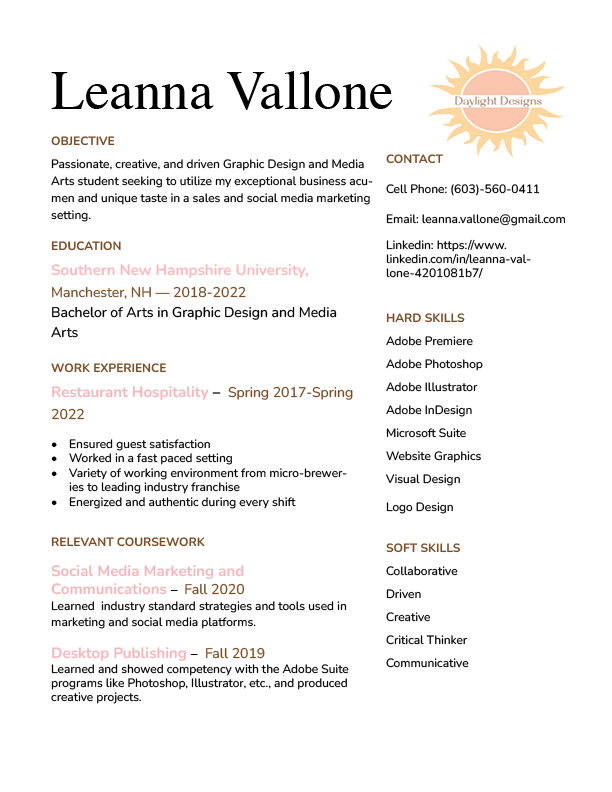 Leanna Vallone
Daylight Designs
OBJECTIVE
Passionate, creative, and driven Graphic Design and Media
Arts student seeking to utilize my exceptional business acu-
men and unique taste in a sales and social media marketing
setting.
EDUCATION
Southern New Hampshire University,
Manchester, NH — 2018-2022
Bachelor of Arts in Graphic Design and Media
Arts
WORK EXPERIENCE
Restaurant Hospitality – Spring 2017-Spring
2022
• Ensured guest satisfaction
• Worked in a fast paced setting
• Variety of working environment from micro-brewer-
ies to leading industry franchise
• Energized and authentic during every shift
RELEVANT COURSEWORK
Social Media Marketing and
Communications – Fall 2020
Learned industry standard strategies and tools used in
marketing and social media platforms.
Desktop Publishing – Fall 2019
Learned and showed competency with the Adobe Suite
programs like Photoshop, Illustrator, etc., and produced
creative projects.
CONTACT
Cell Phone: (603)-560-0411
Email: leanna.vallone@gmail.com
Linkedin: https://www.
linkedin.com/in/leanna-val-
lone-4201081b7/
HARD SKILLS
Adobe Premiere
Adobe Photoshop
Adobe Illustrator
Adobe InDesign
Microsoft Suite
Website Graphics
Visual Design
Logo Design
SOFT SKILLS
Collaborative
Driven
Creative
Critical Thinker
Communicative